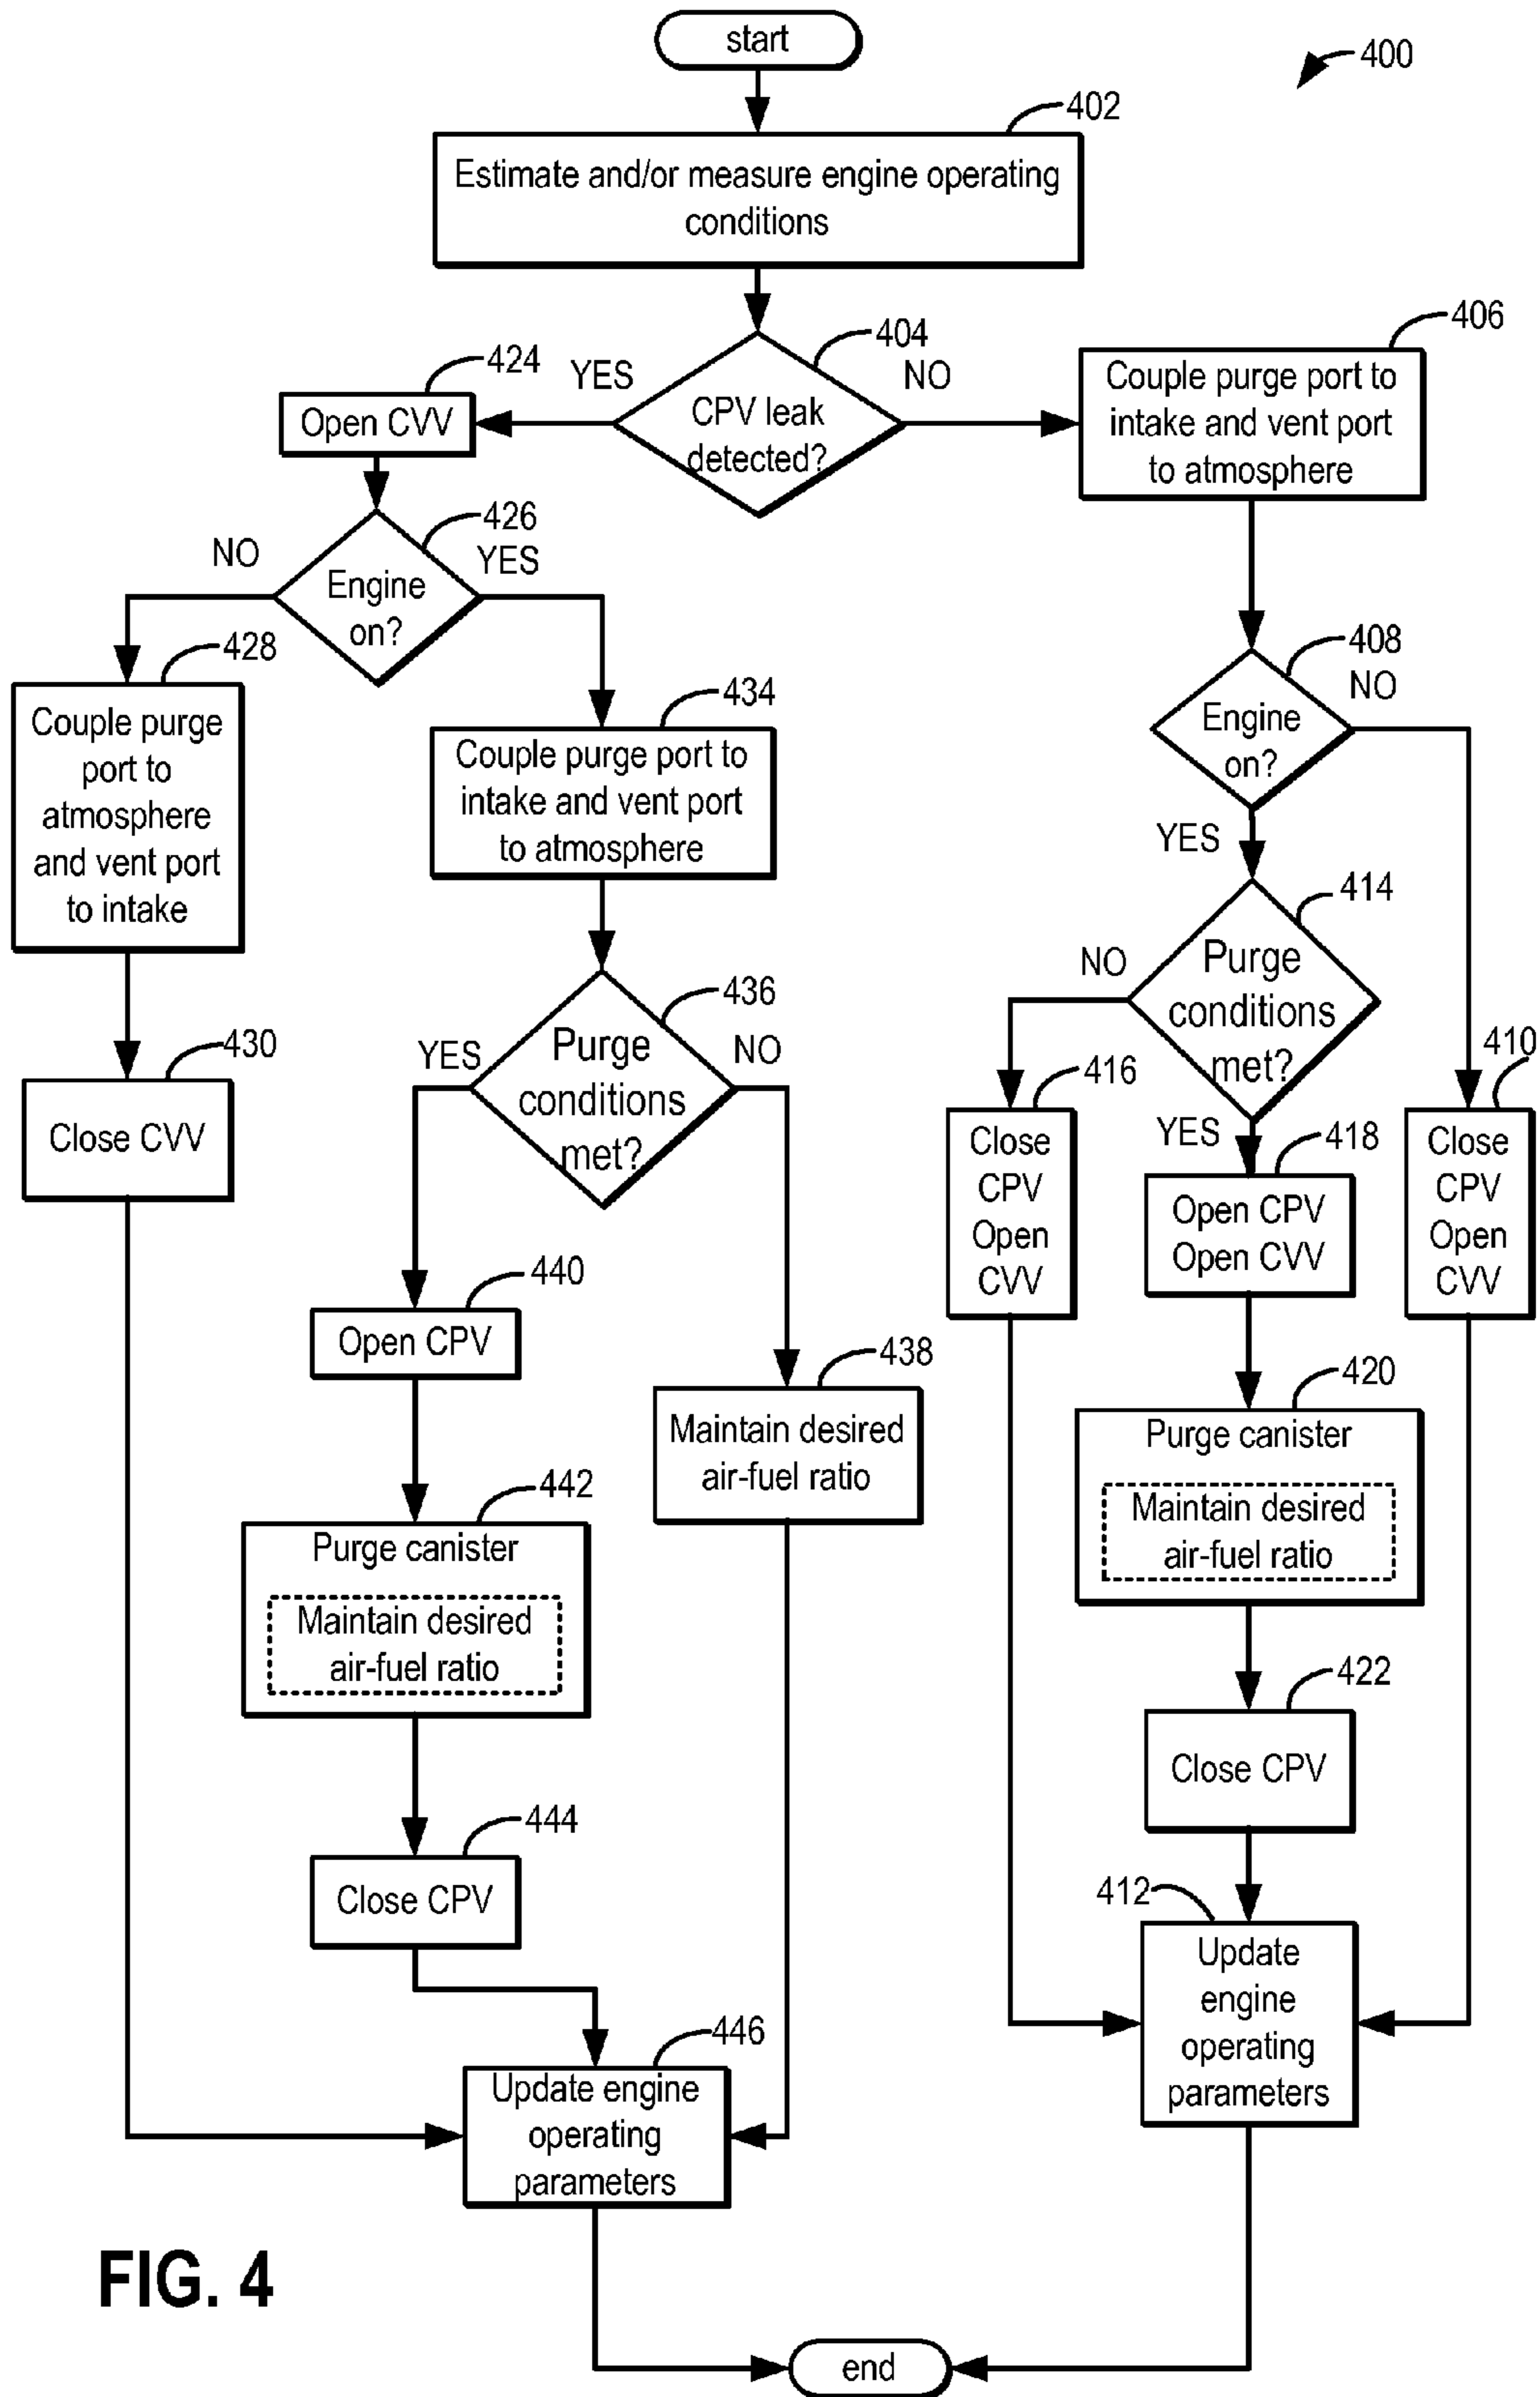 start
400
402
Estimate and/or measure engine operating
conditions
404
YES
NO
CPV leak
detected?
406
Couple purge port to
intake and vent port
to atmosphere
424
Open CVV
426
NO
YES
Engine
on?
428
Couple purge
port to
atmosphere
and vent port
to intake
434
Couple purge port to
intake and vent port
to atmosphere
408
NO
Engine
on?
YES
414
NO
Purge
conditions
met?
YES
436
YES
NO
Purge
conditions
met?
430
Close CVV
416
Close
CPV
Open
CVV
418
Open CPV
Open CVV
410
Close
CPV
Open
CVV
440
Open CPV
438
Maintain desired
air-fuel ratio
420
Purge canister
Maintain desired
air-fuel ratio
442
Purge canister
Maintain desired
air-fuel ratio
422
Close CPV
444
Close CPV
412
Update
engine
operating
parameters
446
Update engine
operating
parameters
FIG. 4
end